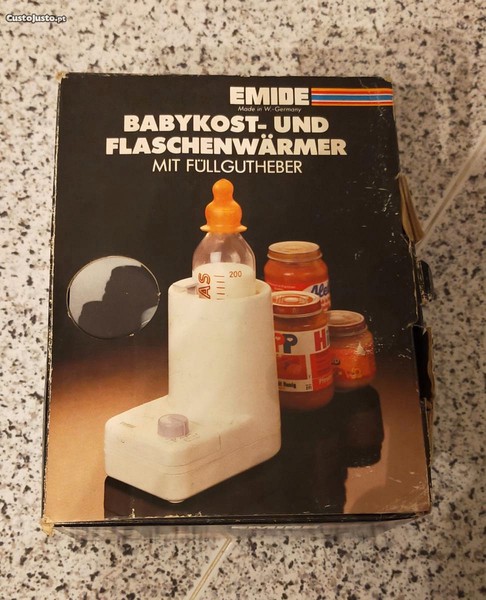 CustoJusto.pt
EMIDE
Made in W.-Germany
BABYKOST- UND
FLASCHENWÄRMER
MIT FÜLLGUTHEBER
200